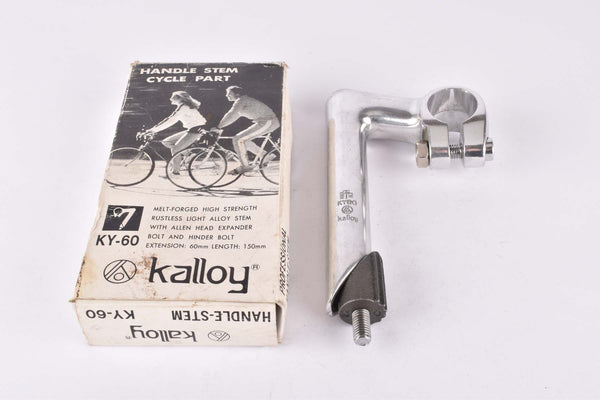 HANDLE STEM
CYCLE PART
7
KY-60
MELT-FORGED HIGH STRENGTH
RUSTLESS LIGHT ALLOY STEM
WITH ALLEN HEAD EXPANDER
BOLT AND HINDER BOLT
EXTENSION: 60mm LENGTH: 150mm
kalloy
PROFESSIONAL
HANDLE-STEM
KY-60
kalloy
KY60
kalloy